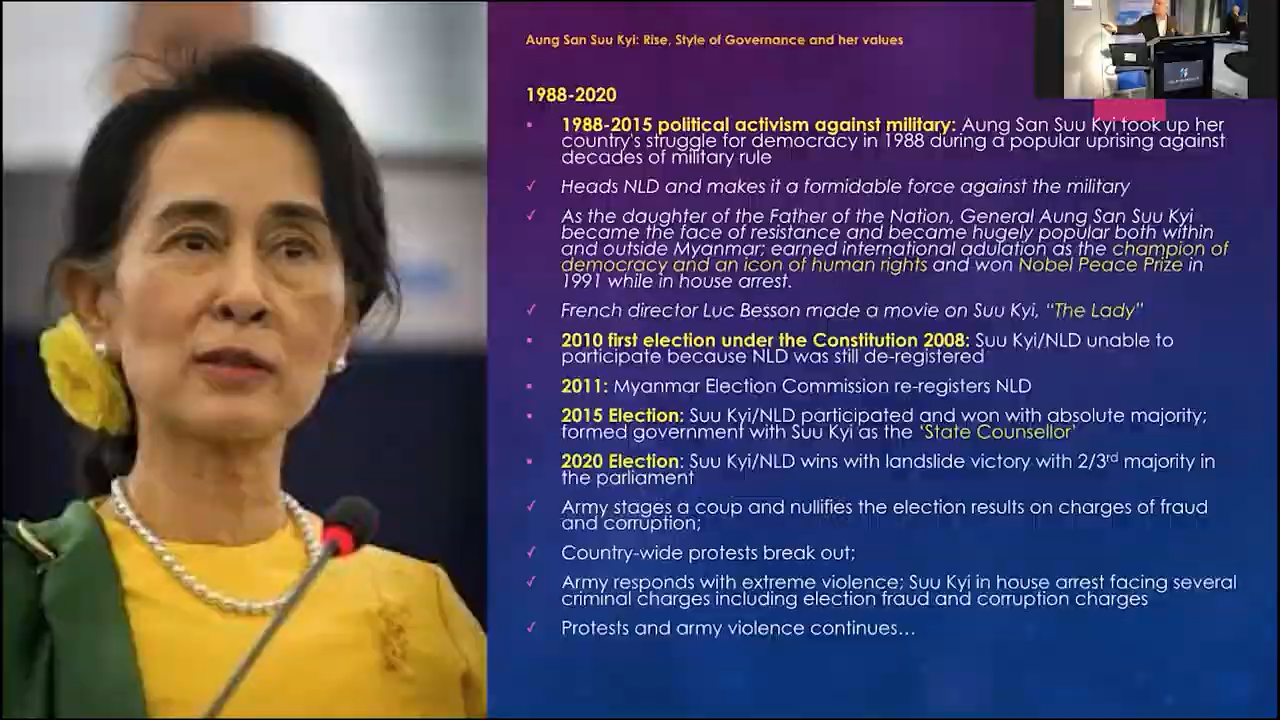 Aung San Suu Kyi: Rise, Style of Governance and her values
1988-2020
▪ 1988-2015 political activism against military: Aung San Suu Kyi took up her
country's struggle for democracy in 1988 during a popular uprising against
decades of military rule
✓ Heads NLD and makes it a formidable force against the military
✓ As the daughter of the Father of the Nation, General Aung San Suu Kyi
became the face of resistance and became hugely popular both within
and outside Myanmar; earned international adulation as the champion of
democracy and an icon of human rights and won Nobel Peace Prize in
1991 while in house arrest.
✓ French director Luc Besson made a movie on Suu Kyi, “The Lady”
▪ 2010 first election under the Constitution 2008: Suu Kyi/NLD unable to
participate because NLD was still de-registered
▪ 2011: Myanmar Election Commission re-registers NLD
▪ 2015 Election: Suu Kyi/NLD participated and won with absolute majority;
formed government with Suu Kyi as the ‘State Counsellor’
▪ 2020 Election: Suu Kyi/NLD wins with landslide victory with 2/3rd majority in
the parliament
✓ Army stages a coup and nullifies the election results on charges of fraud
and corruption;
✓ Country-wide protests break out;
✓ Army responds with extreme violence; Suu Kyi in house arrest facing several
criminal charges including election fraud and corruption charges
✓ Protests and army violence continues…